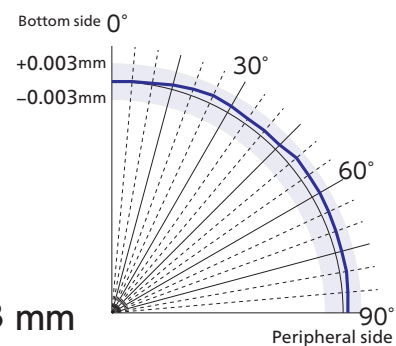 Bottom side 0°
+0.003mm
30°
−0.003mm
60°
mm
90°
Peripheral side